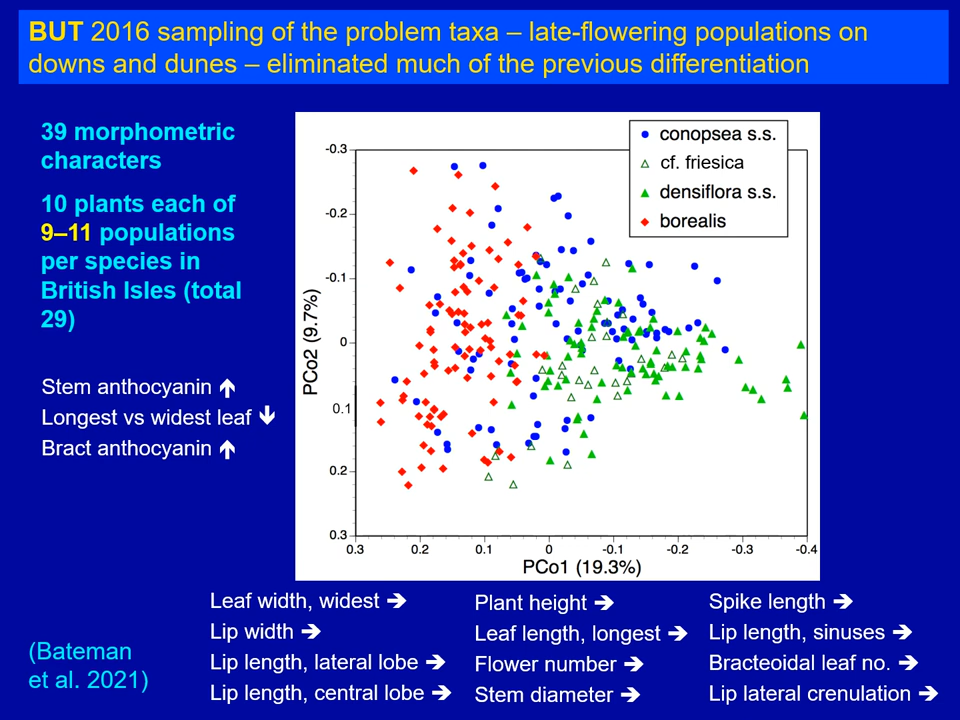 BUT 2016 sampling of the problem taxa – late-flowering populations on
downs and dunes – eliminated much of the previous differentiation
39 morphometric
characters
10 plants each of
9–11 populations
per species in
British Isles (total
29)
Stem anthocyanin 🡅
Longest vs widest leaf 🡇
Bract anthocyanin 🡅
conopsea s.s.
cf. friesica
densiflora s.s.
borealis
PCo2 (9.7%)
-0.3
-0.2
-0.1
0
0.1
0.2
0.3
0.3 0.2 0.1 0 -0.1 -0.2 -0.3 -0.4
PCo1 (19.3%)
Leaf width, widest ➔
Lip width ➔
Lip length, lateral lobe ➔
Lip length, central lobe ➔
Plant height ➔
Leaf length, longest ➔
Flower number ➔
Stem diameter ➔
Spike length ➔
Lip length, sinuses ➔
Bracteoidal leaf no. ➔
Lip lateral crenulation ➔
(Bateman
et al. 2021)